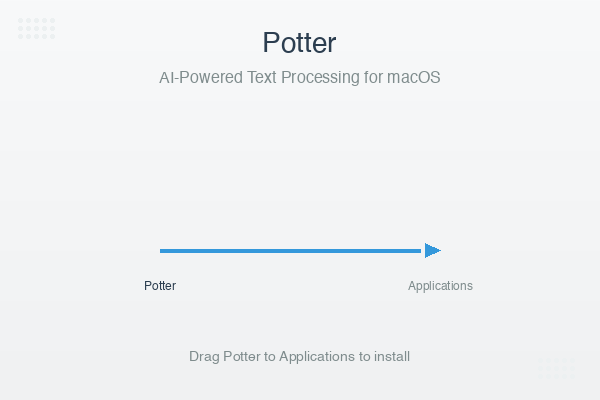 Potter
AI-Powered Text Processing for macOS
Potter
Applications
Drag Potter to Applications to install